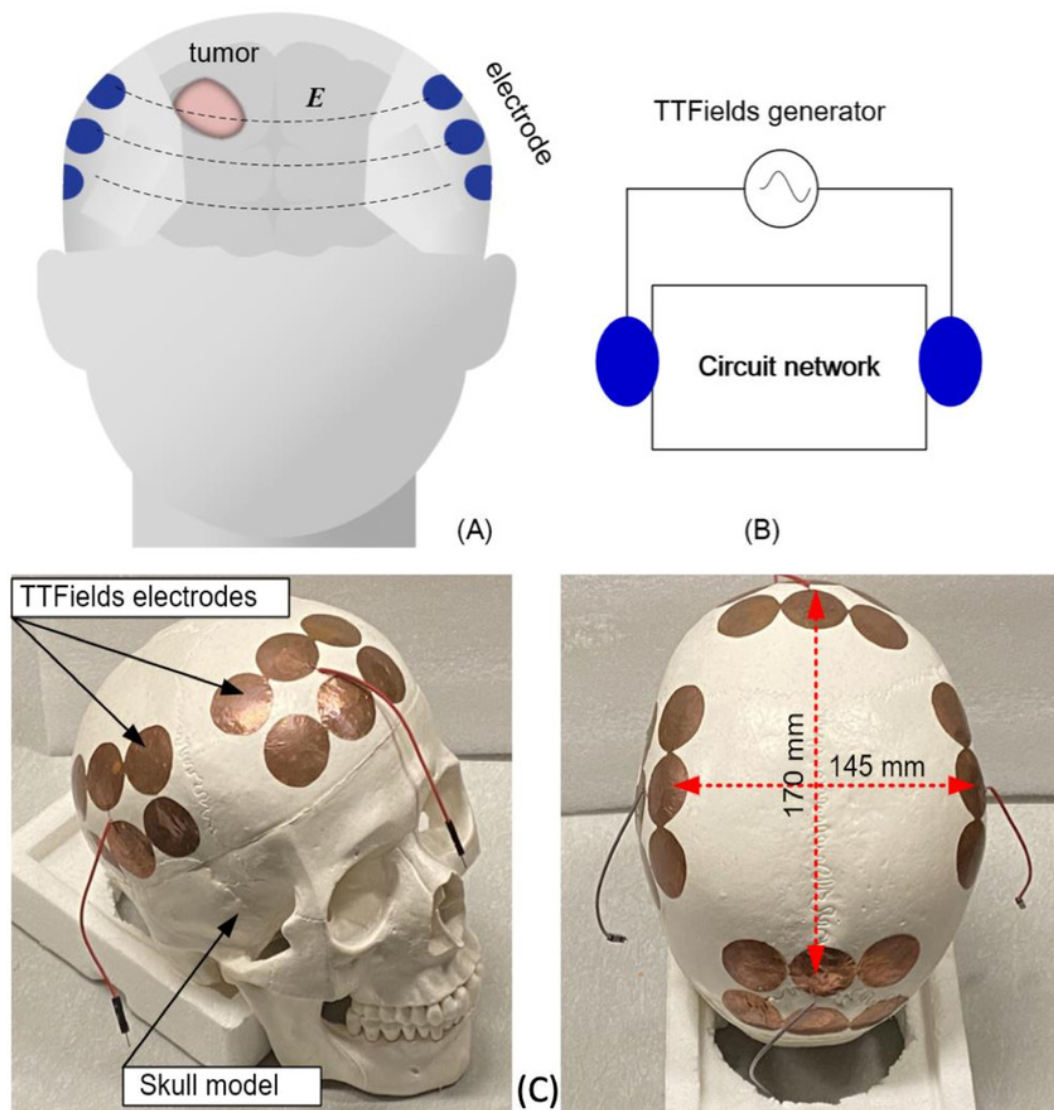 tumor
E
electrode
(A)
TTFields generator
Circuit network
(B)
TTFields electrodes
Skull model
(C)
170 mm
145 mm